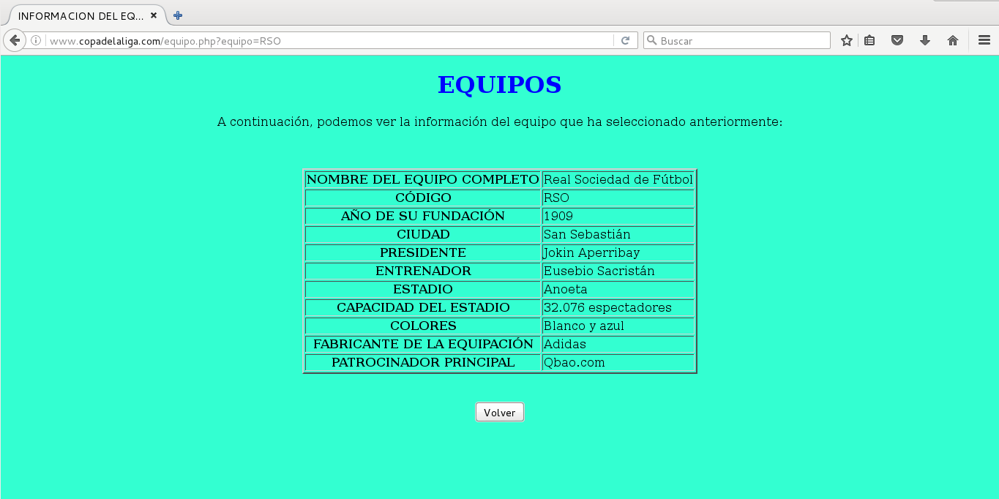 INFORMACION DEL EQ...
www.copadelaliga.com/equipo.php?equipo=RSO
Buscar
EQUIPOS
A continuación, podemos ver la información del equipo que ha seleccionado anteriormente:
NOMBRE DEL EQUIPO COMPLETO Real Sociedad de Fútbol
CÓDIGO RSO
AÑO DE SU FUNDACIÓN 1909
CIUDAD San Sebastián
PRESIDENTE Jokin Aperribay
ENTRENADOR Eusebio Sacristán
ESTADIO Anoeta
CAPACIDAD DEL ESTADIO 32.076 espectadores
COLORES Blanco y azul
FABRICANTE DE LA EQUIPACIÓN Adidas
PATROCINADOR PRINCIPAL Qbao.com
Volver